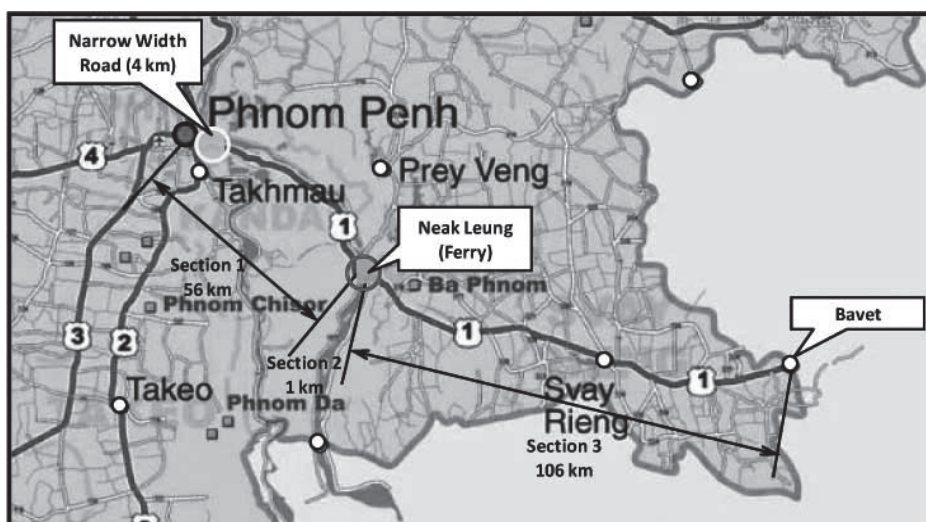 Narrow Width
Road (4 km)
Phnom Penh
4
Takhmau
Prey Veng
KANDA
1
Neak Leung
(Ferry)
Section 1
56 km
Phnom Chisor
Ba Phnom
Bavet
3
2
1
1
Section 2
1 km
Takeo
Phnom Da
Svay
Rieng
Section 3
106 km